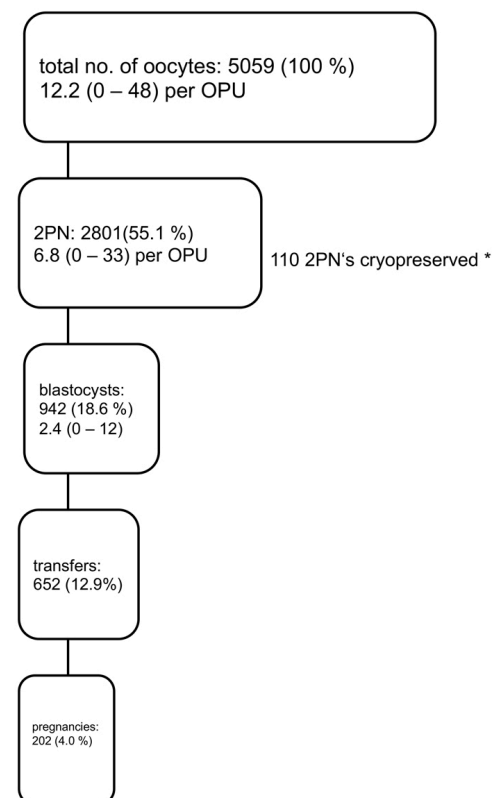 total no. of oocytes: 5059 (100 %)
12.2 (0 – 48) per OPU
2PN: 2801(55.1 %)
6.8 (0 – 33) per OPU
110 2PN‘s cryopreserved *
blastocysts:
942 (18.6 %)
2.4 (0 – 12)
transfers:
652 (12.9%)
pregnancies:
202 (4.0 %)